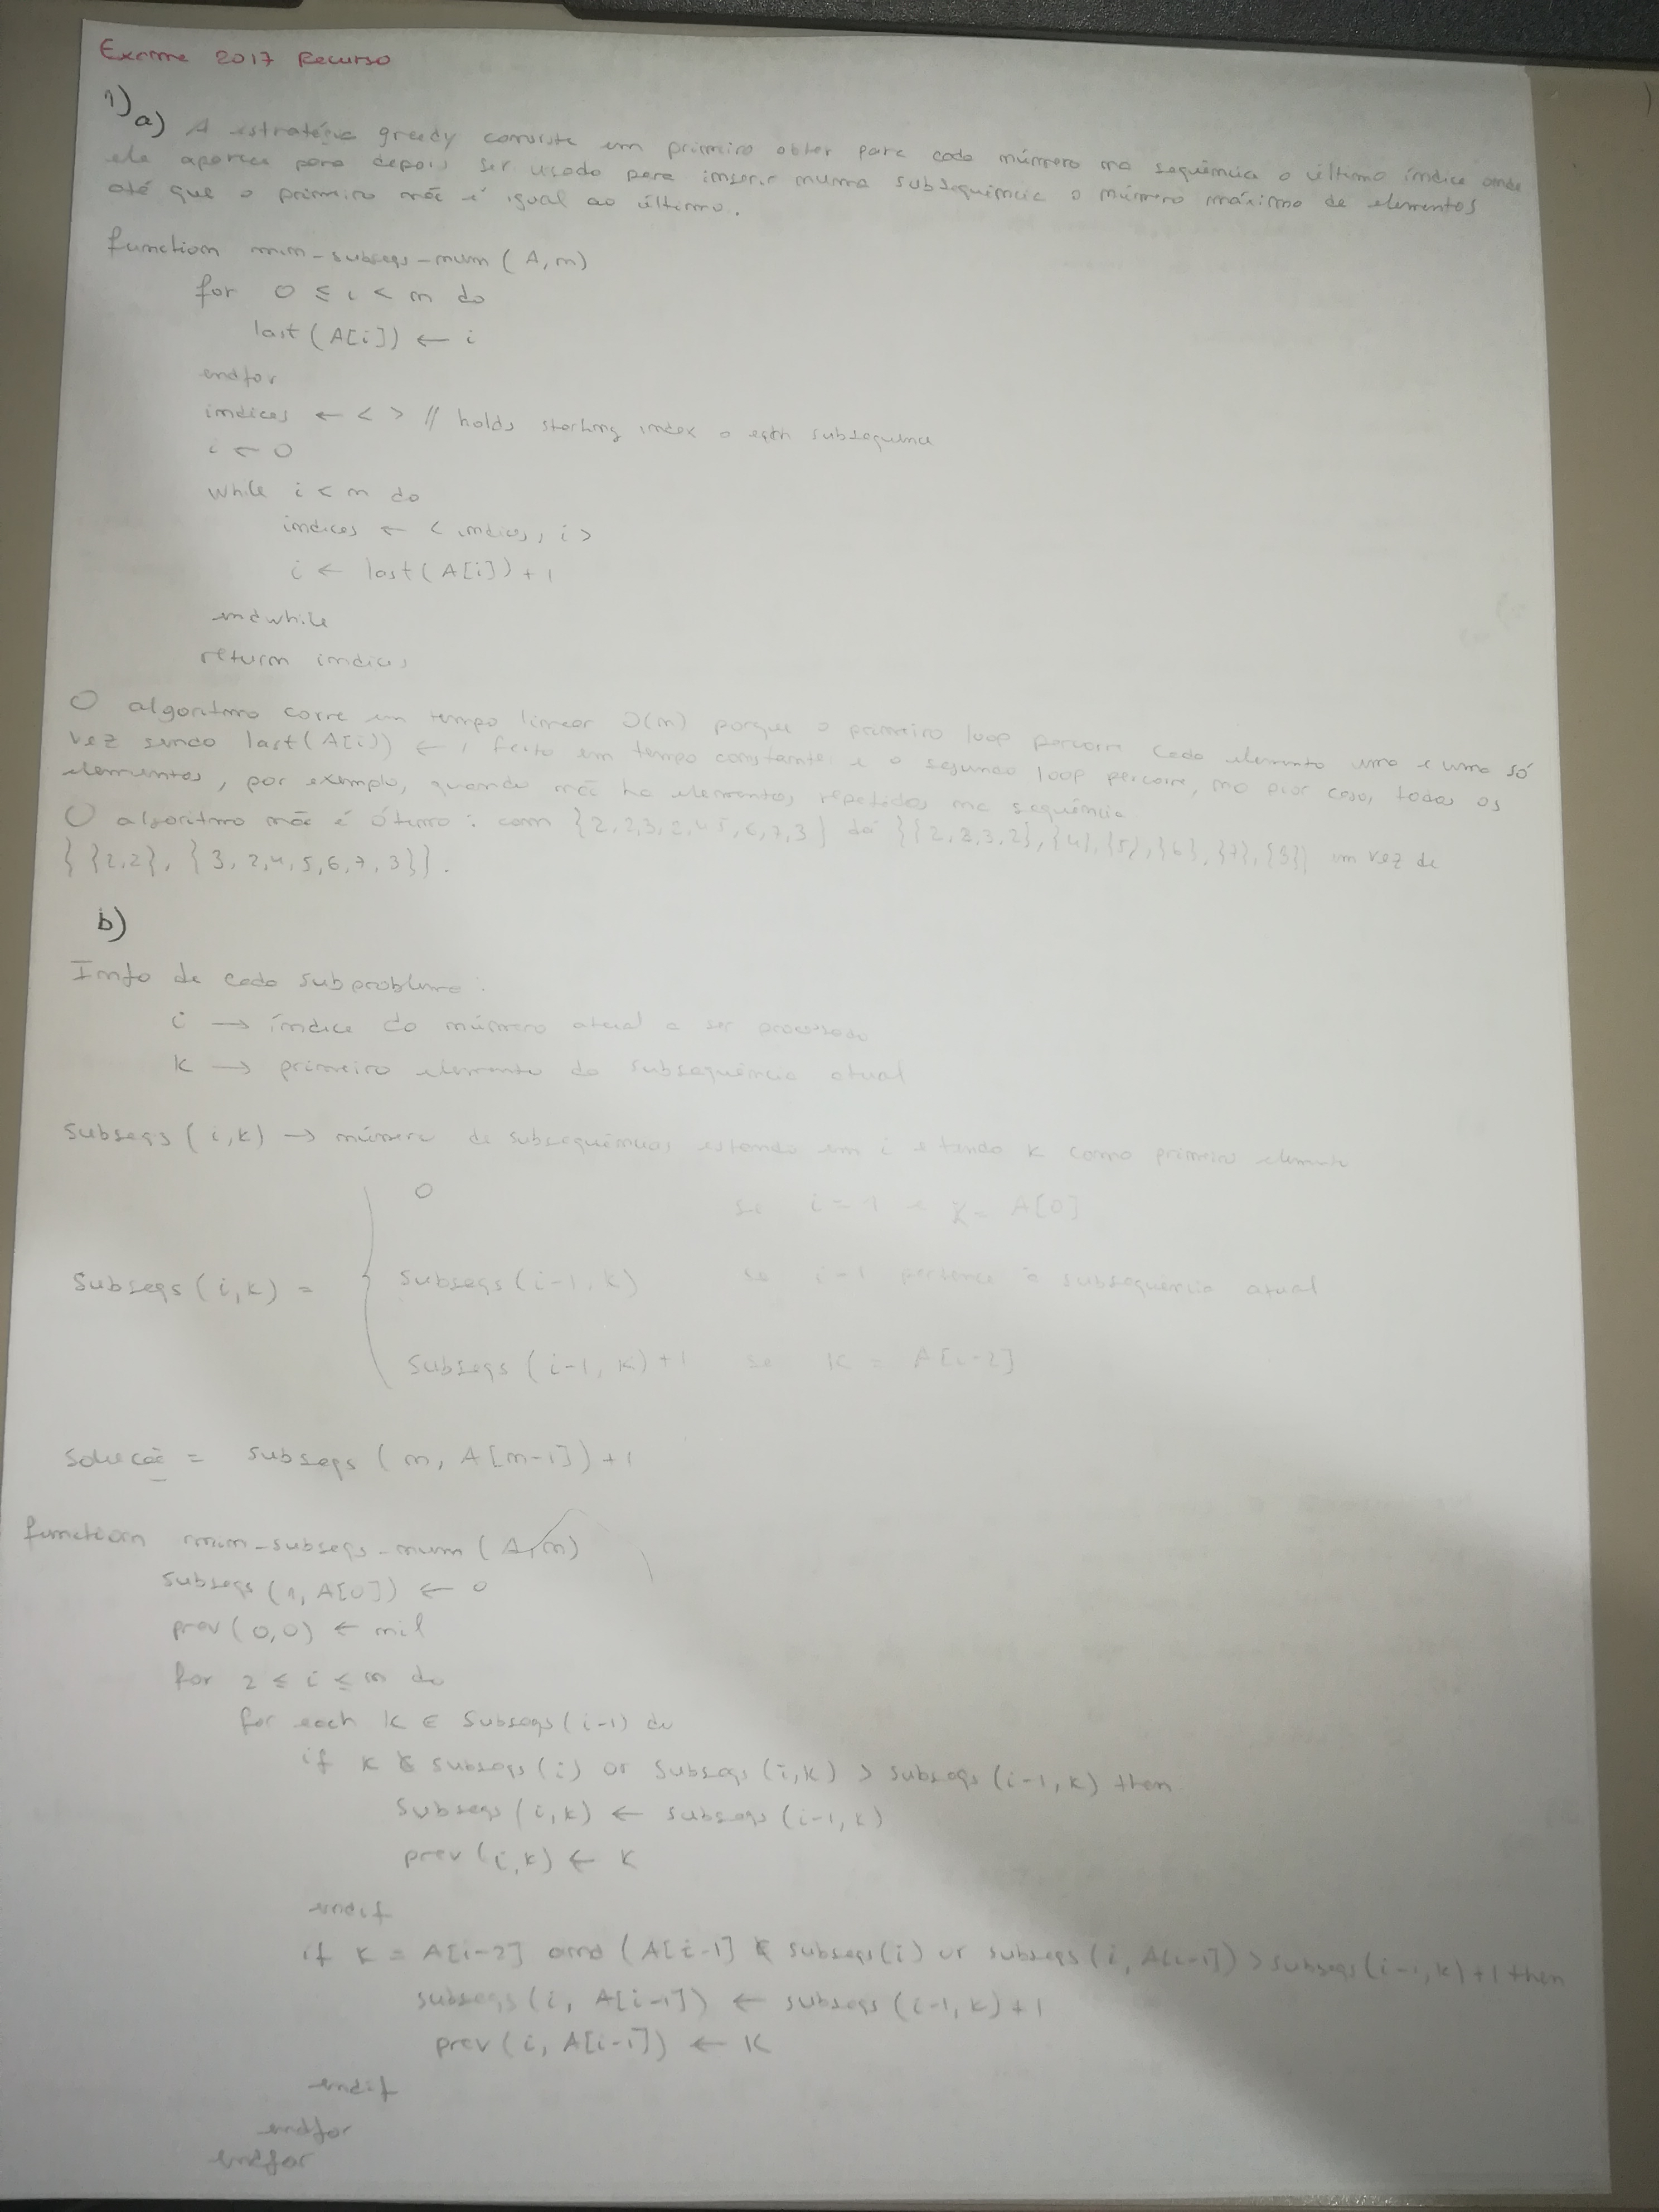 Exame 2017 Recurso
1)
a) A estratégia greedy consiste em primeiro obter para cada número na sequência o último índice onde
ele aparece para depois ser usado para inserir numa subsequência o número máximo de elementos
até que o primeiro não é igual ao último.
function min-subseqs-num (A,n)
for 0 ≤ i < n do
last(A[i]) ← i
endfor
indices ← < > // holds starting index o subsequence
i ← 0
while i < n do
indices ← < indices, i >
i ← last(A[i]) + 1
endwhile
return indices
O algoritmo corre em tempo linear O(n) porque o primeiro loop percorre cada elemento uma e uma só
vez sendo last(A[i]) ← i feito em tempo constante e o segundo loop percorre, no pior caso, todos os
elementos, por exemplo, quando não há elementos repetidos na sequência
O algoritmo não é ótimo: com {2,2,3,2,4,5,6,7,3} dá {{2,2,3,2},{4},{5},{6},{7},{3}} em vez de
{{2,2}, {3,2,4,5,6,7,3}}.
b)
Info de cada subproblema:
i → índice do número atual a ser processado
k → primeiro elemento da subsequência atual
subseqs(i,k) → número de subsequências estando em i e tendo k como primeiro elemento
0 se i = 1 e k = A[0]
subseqs(i,k) = { subseqs(i-1,k) se i-1 pertence à subsequência atual
subseqs(i-1,k)+1 se k = A[i-2]
solução = subseqs(n, A[n-1])+1
function min-subseqs-num (A,n)
subseqs(1,A[0]) ← 0
prev(0,0) ← nil
for 2 ≤ i ≤ n do
for each k ∈ subseqs(i-1) do
if k ∉ subseqs(i) or subseqs(i,k) > subseqs(i-1,k) then
subseqs(i,k) ← subseqs(i-1,k)
prev(i,k) ← k
endif
if k = A[i-2] and (A[i-1] ∉ subseqs(i) or subseqs(i,A[i-1]) > subseqs(i-1,k)+1 then
subseqs(i, A[i-1]) ← subseqs(i-1,k)+1
prev(i, A[i-1]) ← k
endif
endfor
endfor